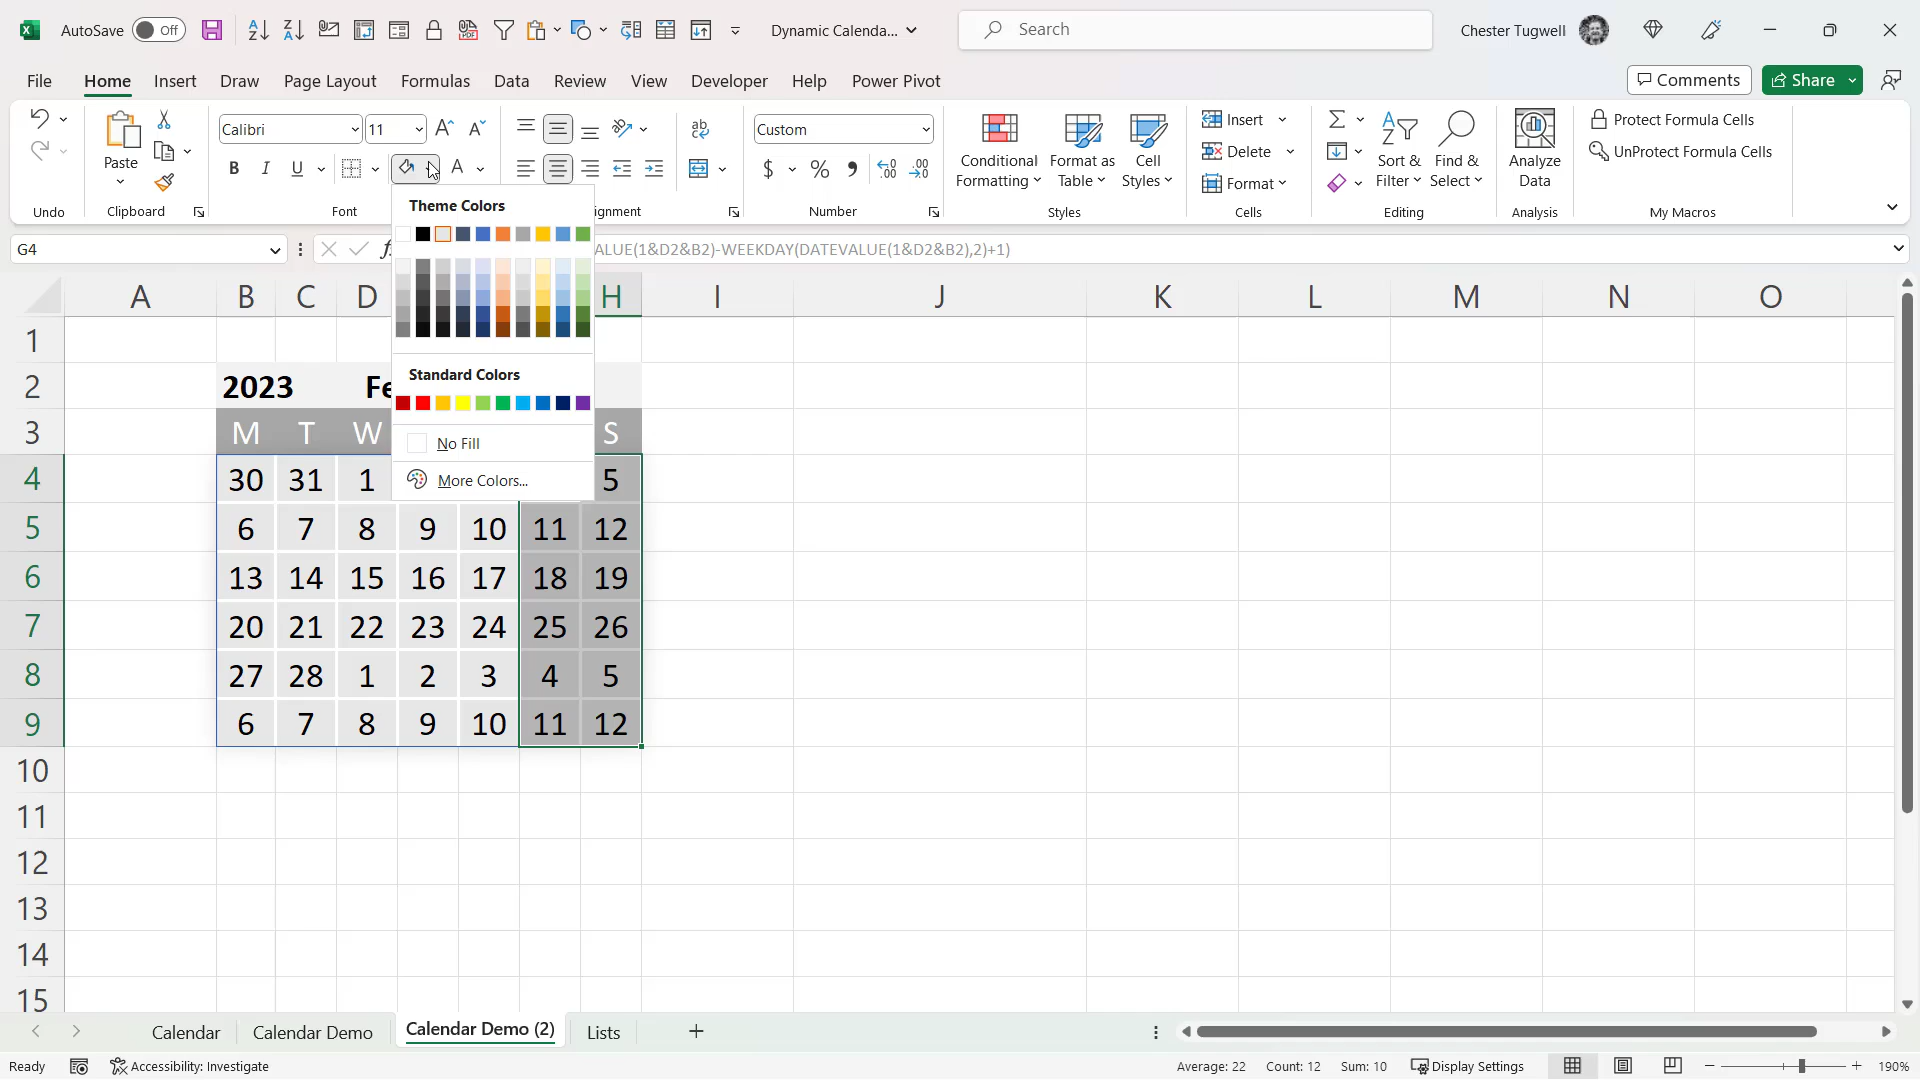 AutoSave Off Dynamic Calenda... Search Chester Tugwell
File Home Insert Draw Page Layout Formulas Data Review View Developer Help Power Pivot Comments Share
Paste Calibri 11 Custom Conditional Formatting Format as Table Cell Styles Insert Delete Format Sort & Filter Find & Select Analyze Data Protect Formula Cells UnProtect Formula Cells
Undo Clipboard Font ignment Number Styles Cells Editing Analysis My Macros
Theme Colors
G4 ALUE(1&D2&B2)-WEEKDAY(DATEVALUE(1&D2&B2),2)+1)
A B C D H I J K L M N O
1
2 2023 Fe
Standard Colors
3 M T W S
No Fill
4 30 31 1 5
More Colors...
5 6 7 8 9 10 11 12
6 13 14 15 16 17 18 19
7 20 21 22 23 24 25 26
8 27 28 1 2 3 4 5
9 6 7 8 9 10 11 12
10
11
12
13
14
15
Calendar Calendar Demo Calendar Demo (2) Lists
Ready Accessibility: Investigate Average: 22 Count: 12 Sum: 10 Display Settings 190%